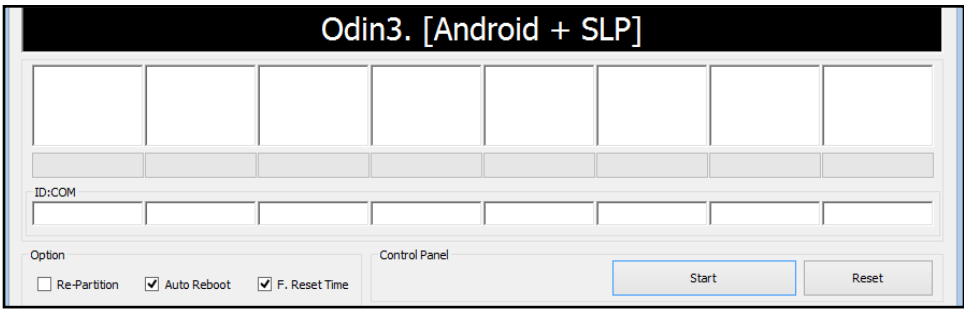 Odin3. [Android + SLP]
ID:COM
Option
Control Panel
Re-Partition Auto Reboot F. Reset Time Start Reset